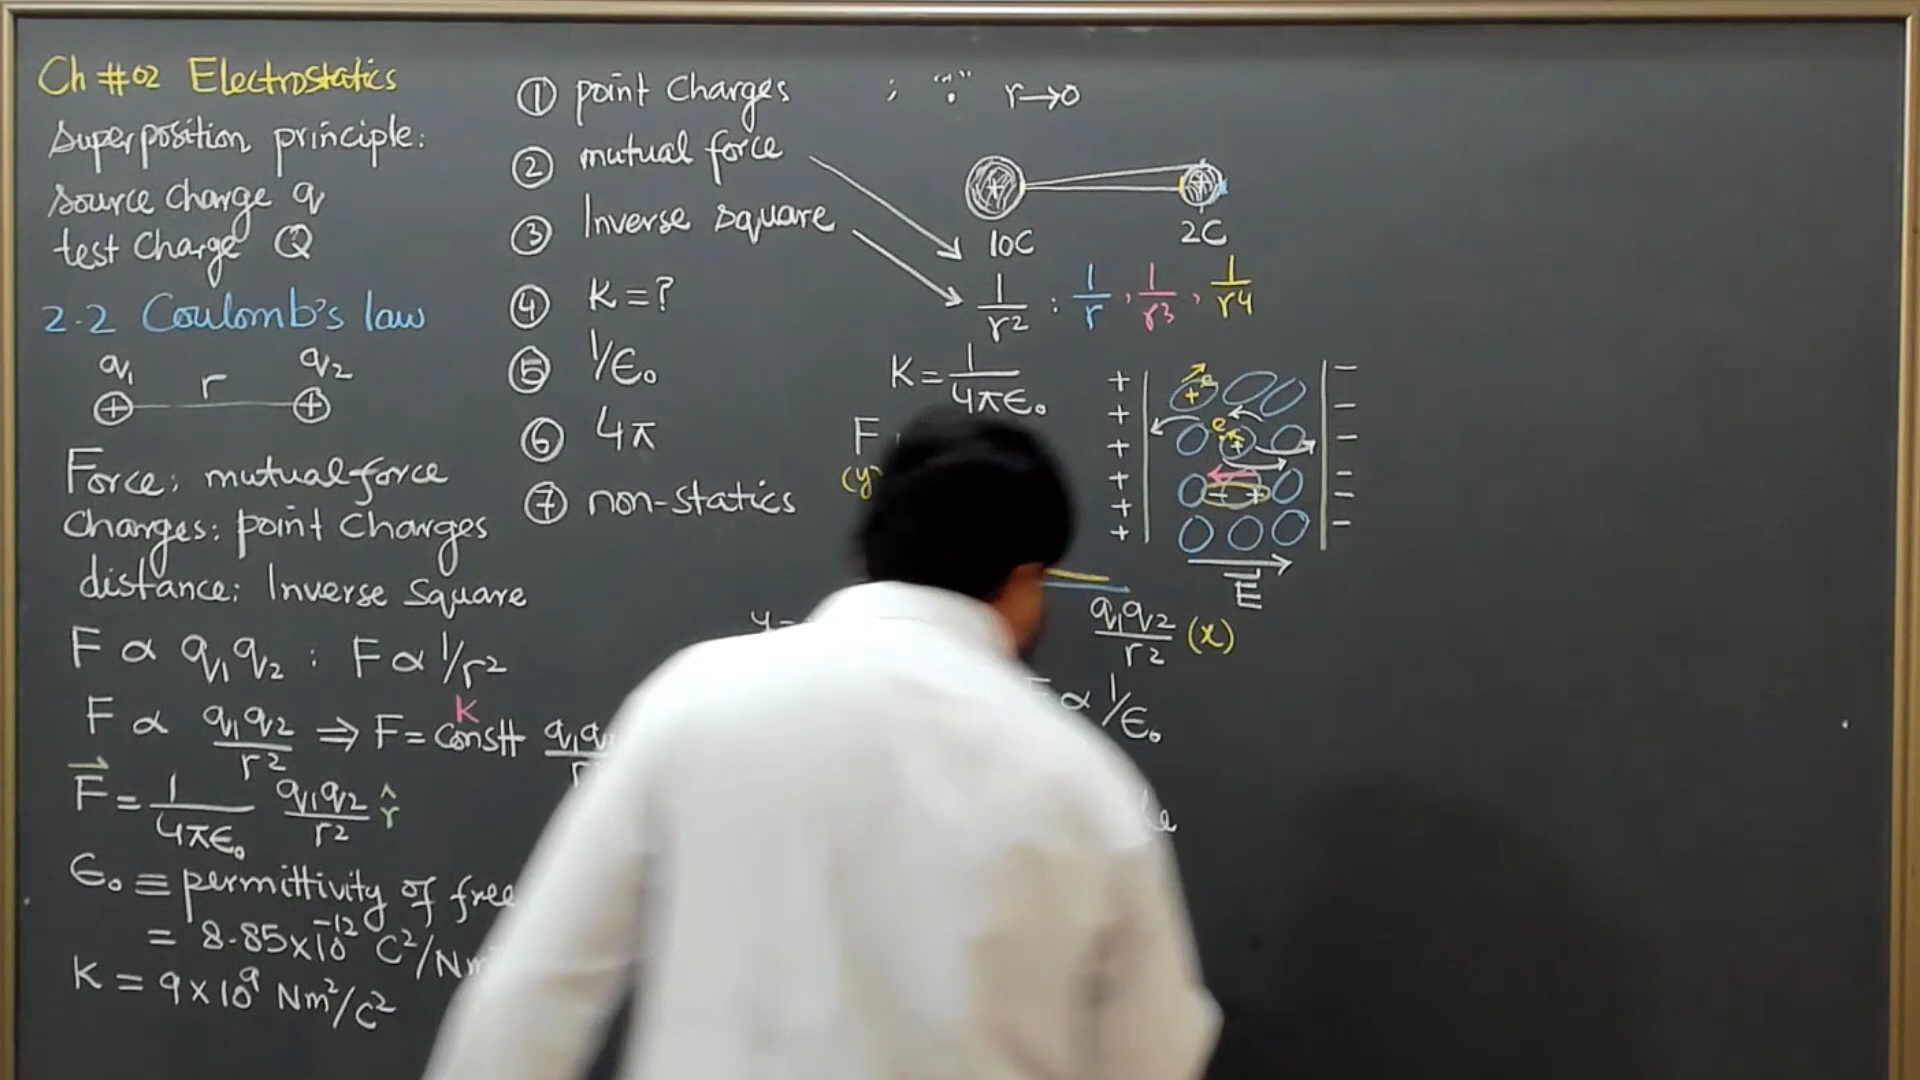 Ch #02 Electrostatics
superposition principle:
source charge q
test charge Q
2.2 Coulomb's law
q₁ q₂
r
+ +
Force: mutual force
Charges: point charges
distance: Inverse square
F ∝ q₁q₂ : F ∝ 1/r²
F ∝ q₁q₂/r² ⇒ F = constt q₁q₂
K
F⃗ = 1/4πϵ₀ q₁q₂/r² r̂
ϵ₀ ≡ permittivity of free
= 8.85×10⁻¹² C²/Nm
K = 9×10⁹ Nm²/C²
① point charges ; "∵" r→0
② mutual force
③ Inverse square
④ K = ?
⑤ 1/ϵ₀
⑥ 4π
⑦ non-statics
+ +
10C 2C
1/r² : 1/r , 1/r3 , 1/r4
K = 1/4πϵ₀
F
(y)
q₁q₂/r² (x)
∝ 1/ϵ₀
+ + + + + +
− − − − − −
+ e
e +
− +
E⃗